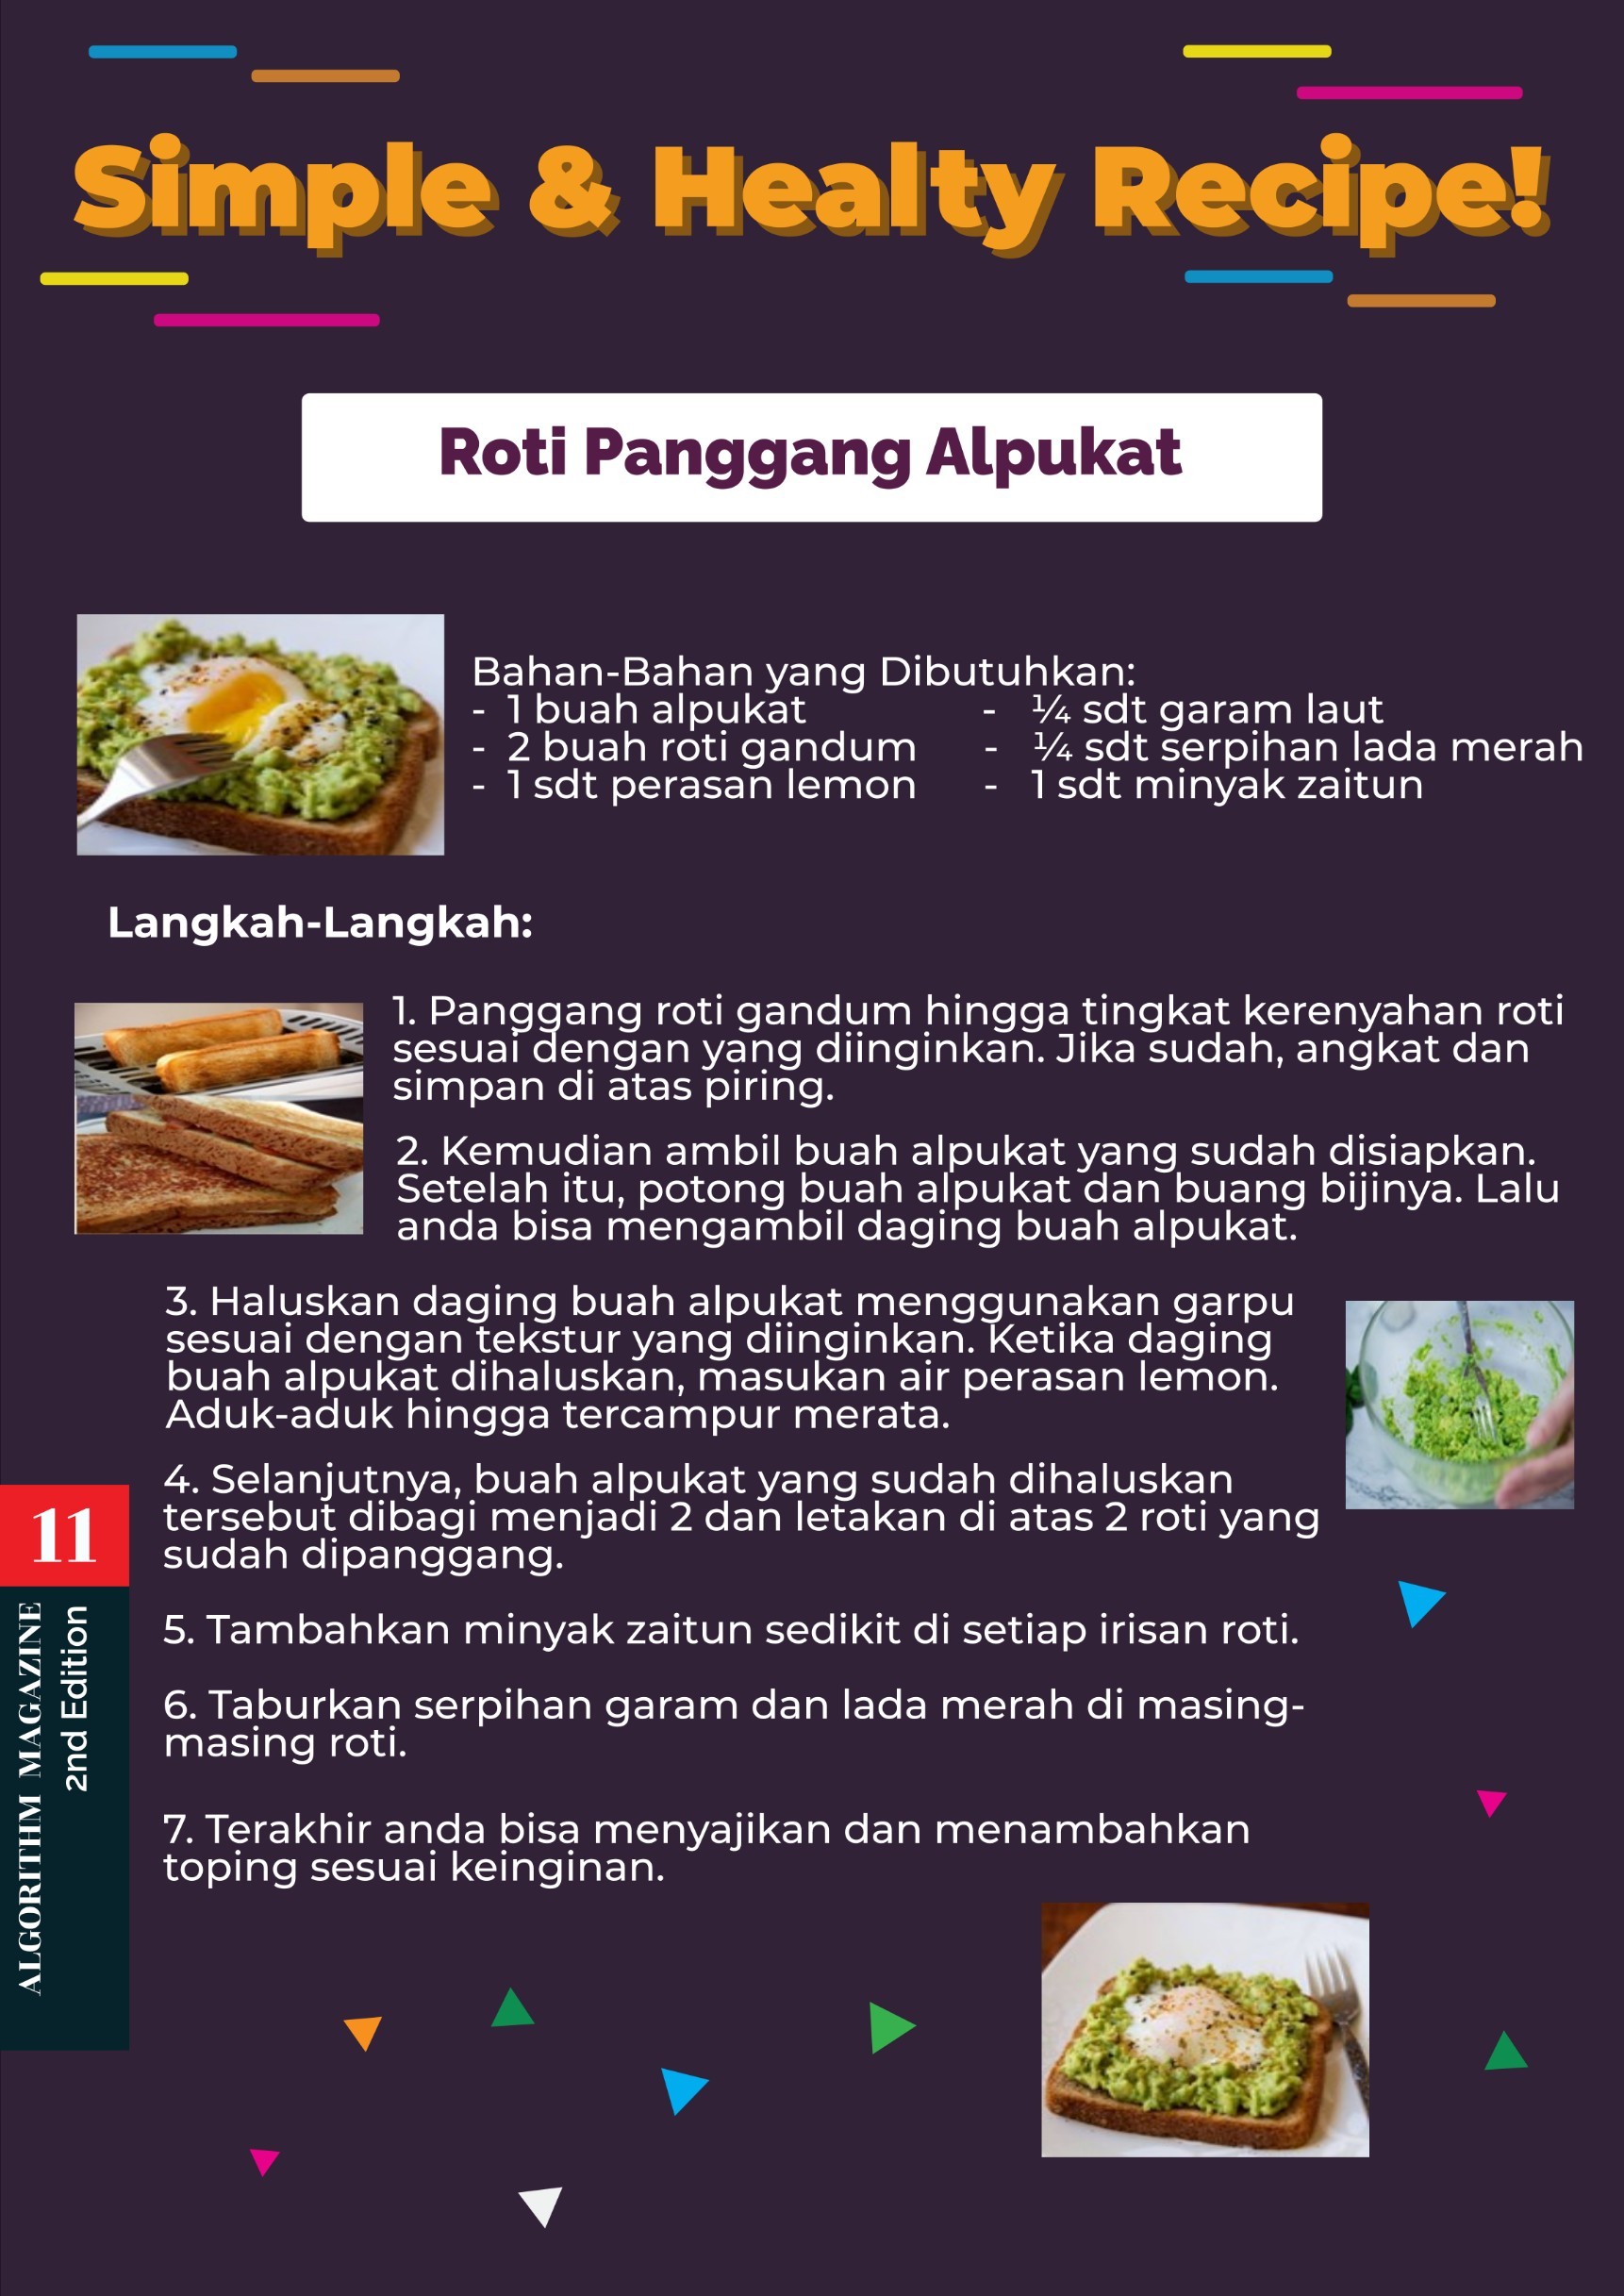 Simple & Healty Recipe!
Roti Panggang Alpukat
Bahan-Bahan yang Dibutuhkan:
- 1 buah alpukat
- 2 buah roti gandum
- 1 sdt perasan lemon
- ¼ sdt garam laut
- ¼ sdt serpihan lada merah
- 1 sdt minyak zaitun
Langkah-Langkah:
1. Panggang roti gandum hingga tingkat kerenyahan roti
sesuai dengan yang diinginkan. Jika sudah, angkat dan
simpan di atas piring.
2. Kemudian ambil buah alpukat yang sudah disiapkan.
Setelah itu, potong buah alpukat dan buang bijinya. Lalu
anda bisa mengambil daging buah alpukat.
3. Haluskan daging buah alpukat menggunakan garpu
sesuai dengan tekstur yang diinginkan. Ketika daging
buah alpukat dihaluskan, masukan air perasan lemon.
Aduk-aduk hingga tercampur merata.
4. Selanjutnya, buah alpukat yang sudah dihaluskan
tersebut dibagi menjadi 2 dan letakan di atas 2 roti yang
sudah dipanggang.
5. Tambahkan minyak zaitun sedikit di setiap irisan roti.
6. Taburkan serpihan garam dan lada merah di masing-
masing roti.
7. Terakhir anda bisa menyajikan dan menambahkan
toping sesuai keinginan.
11
ALGORITHM MAGAZINE
2nd Edition